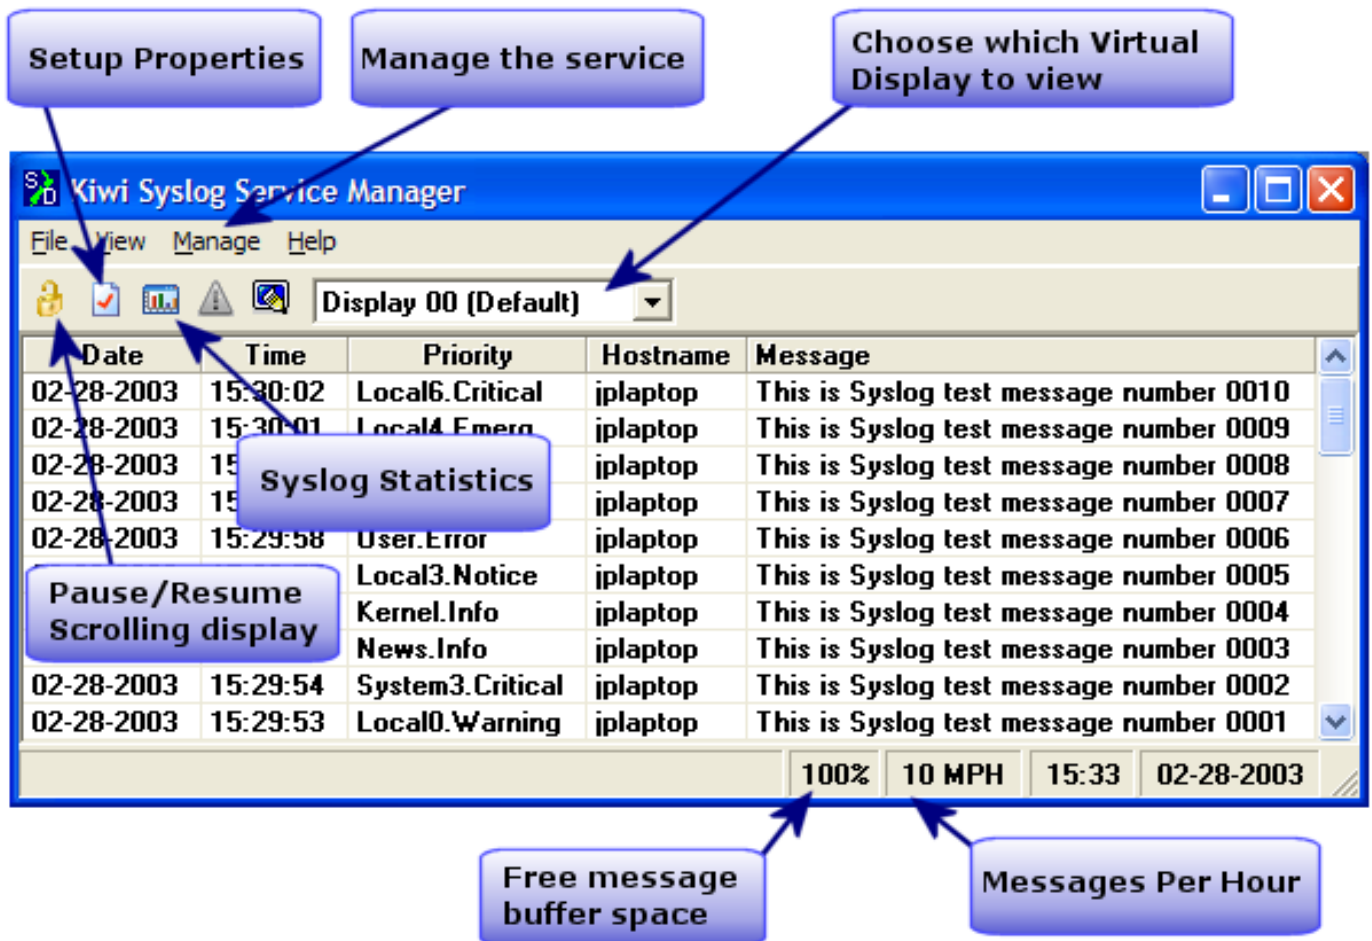 Setup Properties
Manage the service
Choose which Virtual
Display to view
Kiwi Syslog Service Manager
File View Manage Help
Display 00 (Default)
Date Time Priority Hostname Message
02-28-2003 15:30:02 Local6.Critical jplaptop This is Syslog test message number 0010
02-28-2003 15:30:01 Local4.Emerg jplaptop This is Syslog test message number 0009
02-28-2003 15 jplaptop This is Syslog test message number 0008
02-28-2003 15 jplaptop This is Syslog test message number 0007
02-28-2003 15:29:58 User.Error jplaptop This is Syslog test message number 0006
Local3.Notice jplaptop This is Syslog test message number 0005
Kernel.Info jplaptop This is Syslog test message number 0004
News.Info jplaptop This is Syslog test message number 0003
02-28-2003 15:29:54 System3.Critical jplaptop This is Syslog test message number 0002
02-28-2003 15:29:53 Local0.Warning jplaptop This is Syslog test message number 0001
Syslog Statistics
Pause/Resume
Scrolling display
100% 10 MPH 15:33 02-28-2003
Free message
buffer space
Messages Per Hour